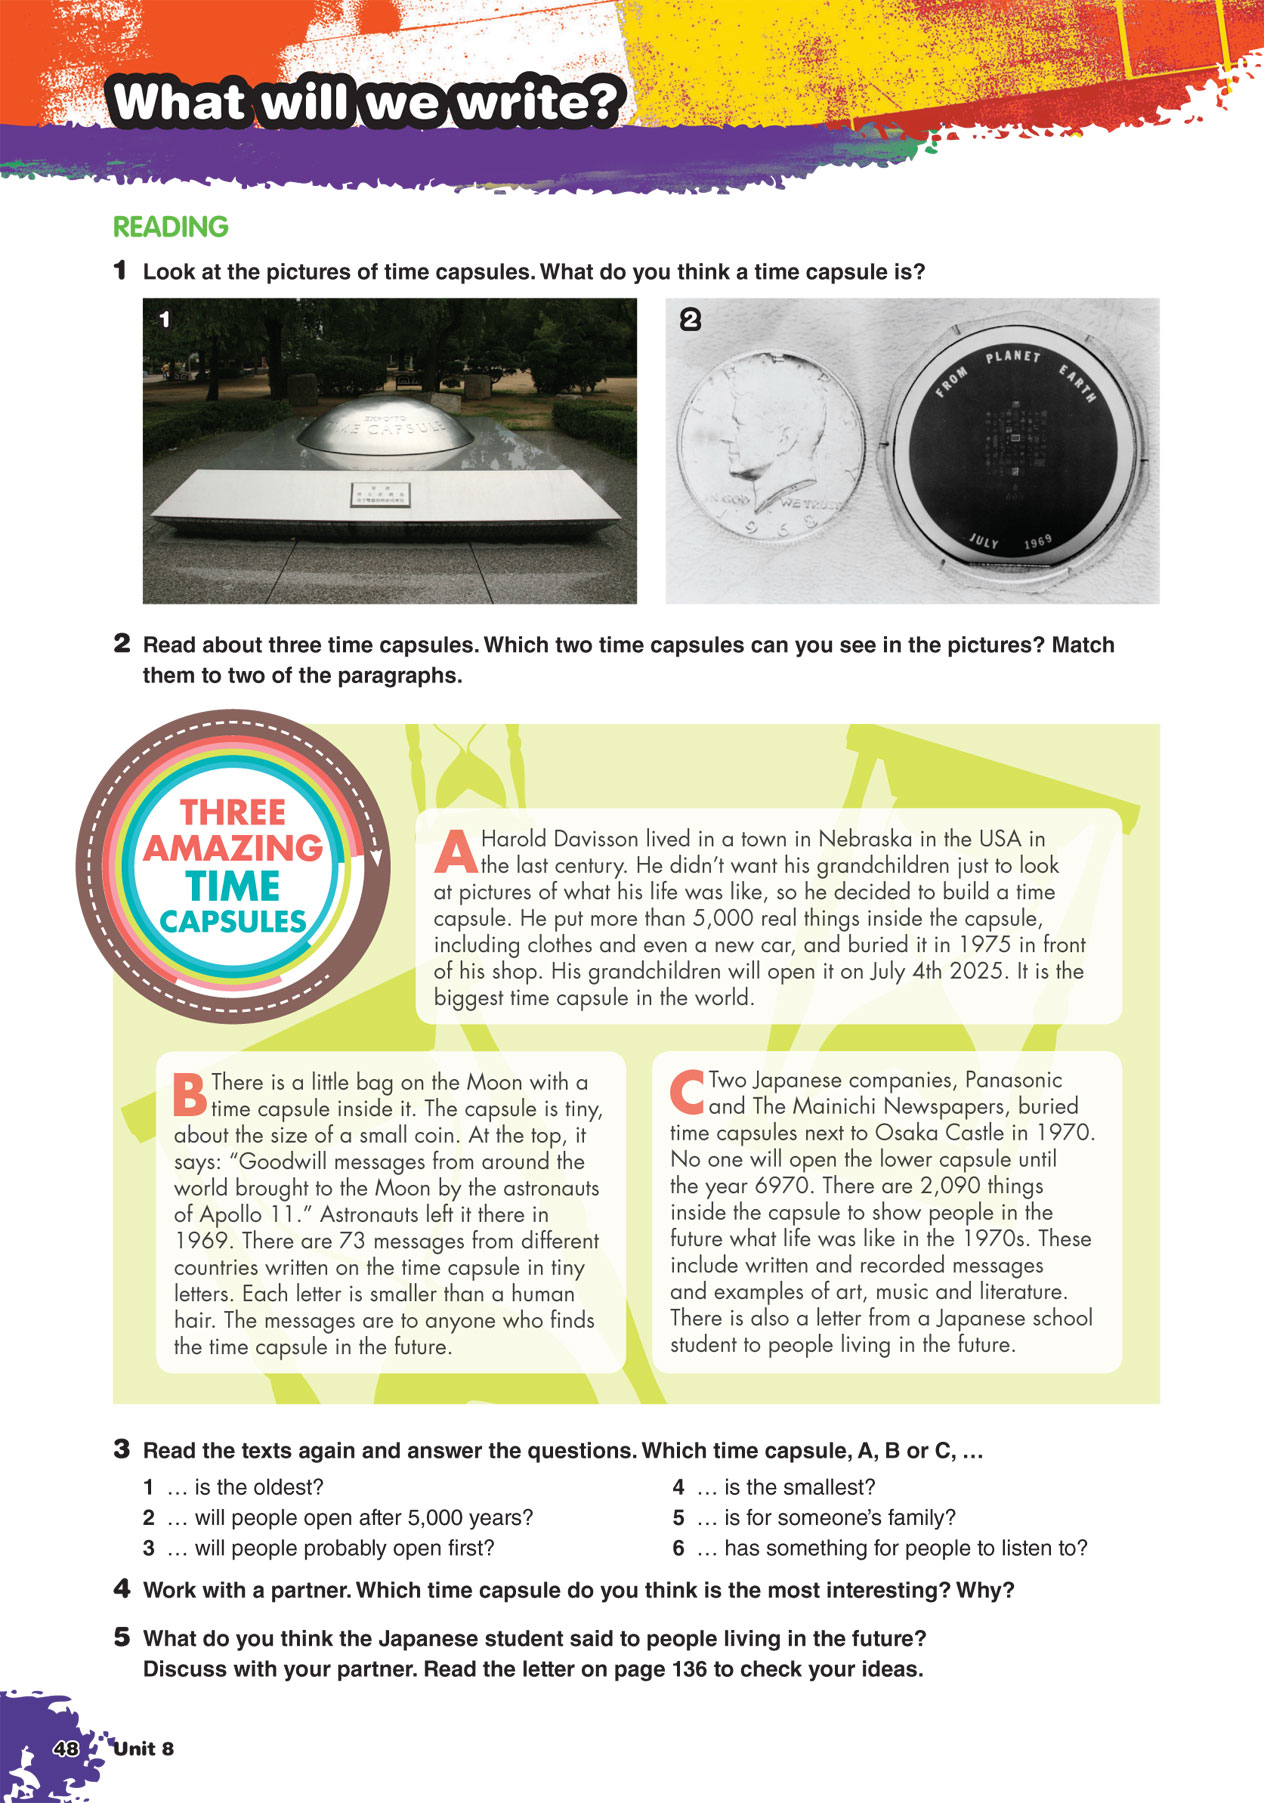 What will we write?
READING
1 Look at the pictures of time capsules. What do you think a time capsule is?
1
EXPO'70
TIME CAPSULE
2
FROM PLANET EARTH
IN GOD WE TRUST
1968
JULY 1969
2 Read about three time capsules. Which two time capsules can you see in the pictures? Match
them to two of the paragraphs.
THREE
AMAZING
TIME
CAPSULES
A Harold Davisson lived in a town in Nebraska in the USA in
the last century. He didn't want his grandchildren just to look
at pictures of what his life was like, so he decided to build a time
capsule. He put more than 5,000 real things inside the capsule,
including clothes and even a new car, and buried it in 1975 in front
of his shop. His grandchildren will open it on July 4th 2025. It is the
biggest time capsule in the world.
B There is a little bag on the Moon with a
time capsule inside it. The capsule is tiny,
about the size of a small coin. At the top, it
says: “Goodwill messages from around the
world brought to the Moon by the astronauts
of Apollo 11.” Astronauts left it there in
1969. There are 73 messages from different
countries written on the time capsule in tiny
letters. Each letter is smaller than a human
hair. The messages are to anyone who finds
the time capsule in the future.
C Two Japanese companies, Panasonic
and The Mainichi Newspapers, buried
time capsules next to Osaka Castle in 1970.
No one will open the lower capsule until
the year 6970. There are 2,090 things
inside the capsule to show people in the
future what life was like in the 1970s. These
include written and recorded messages
and examples of art, music and literature.
There is also a letter from a Japanese school
student to people living in the future.
3 Read the texts again and answer the questions. Which time capsule, A, B or C, …
1 … is the oldest?
2 … will people open after 5,000 years?
3 … will people probably open first?
4 … is the smallest?
5 … is for someone's family?
6 … has something for people to listen to?
4 Work with a partner. Which time capsule do you think is the most interesting? Why?
5 What do you think the Japanese student said to people living in the future?
Discuss with your partner. Read the letter on page 136 to check your ideas.
48 Unit 8